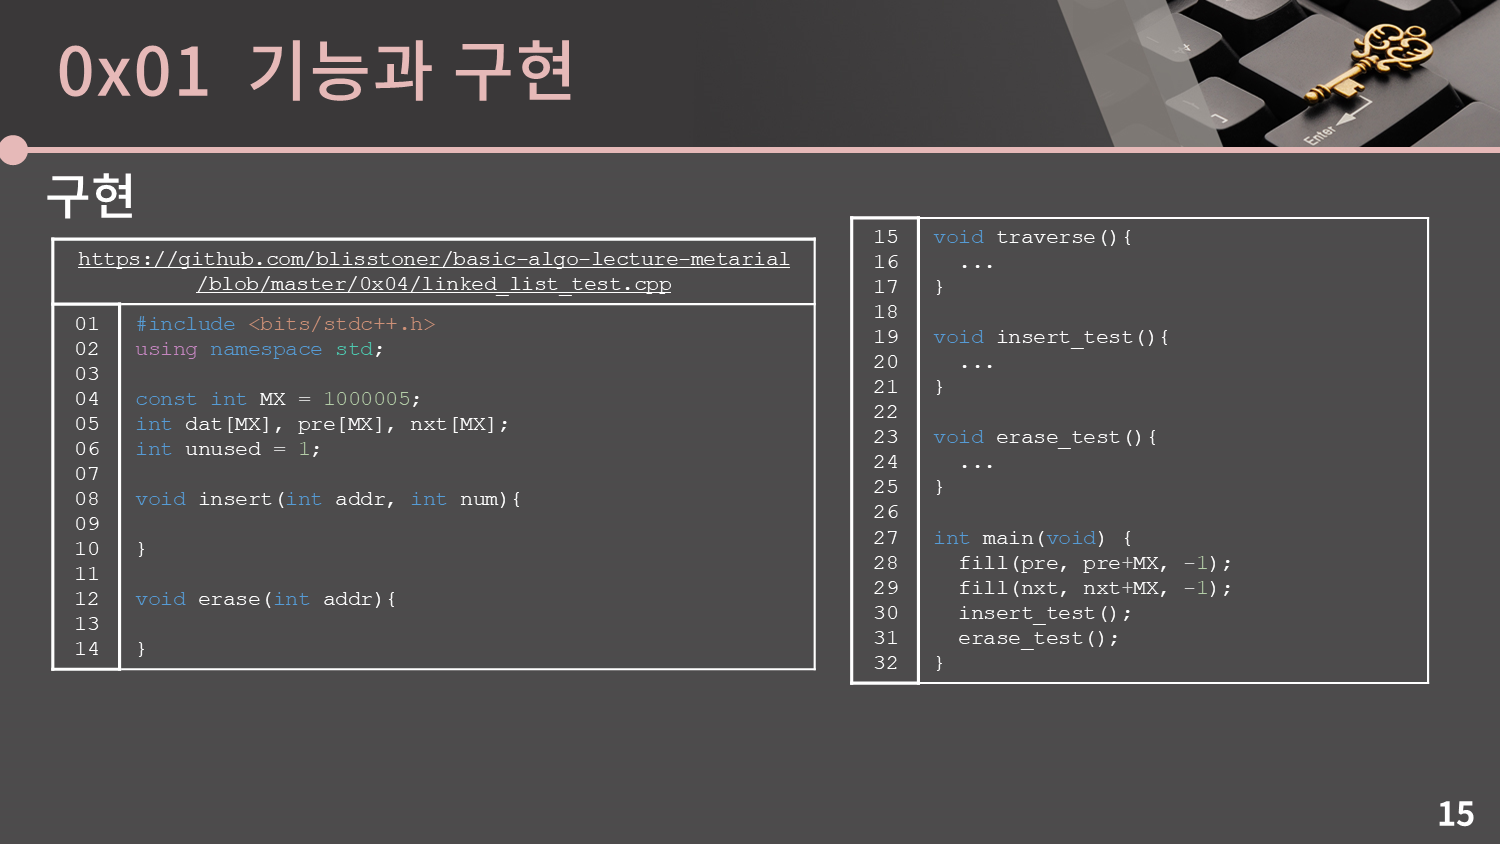 0x01 기능과 구현
구현
https://github.com/blisstoner/basic-algo-lecture-metarial
/blob/master/0x04/linked_list_test.cpp
01 #include <bits/stdc++.h>
02 using namespace std;
03
04 const int MX = 1000005;
05 int dat[MX], pre[MX], nxt[MX];
06 int unused = 1;
07
08 void insert(int addr, int num){
09
10 }
11
12 void erase(int addr){
13
14 }
15 void traverse(){
16   ...
17 }
18
19 void insert_test(){
20   ...
21 }
22
23 void erase_test(){
24   ...
25 }
26
27 int main(void) {
28   fill(pre, pre+MX, -1);
29   fill(nxt, nxt+MX, -1);
30   insert_test();
31   erase_test();
32 }
Enter
15